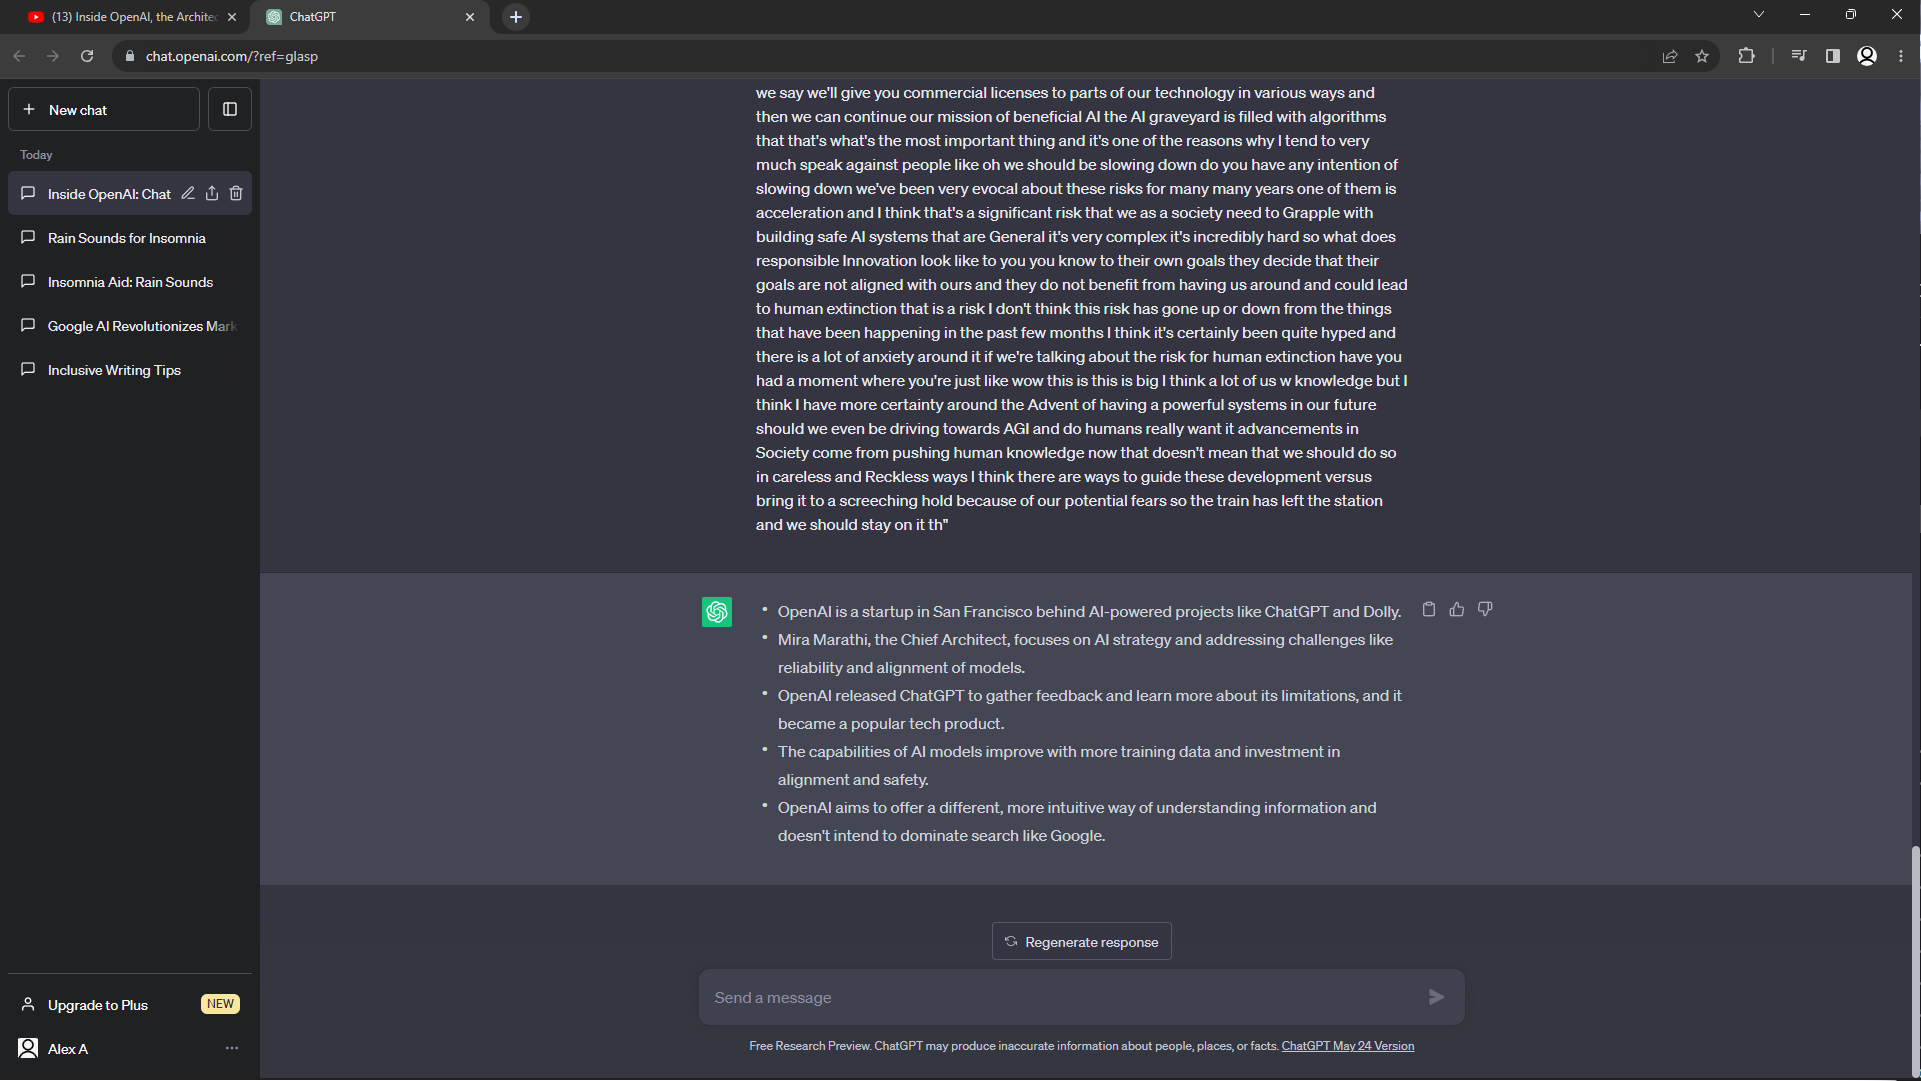 (13) Inside OpenAI, the Architec
ChatGPT
chat.openai.com/?ref=glasp
New chat
Today
Inside OpenAI: Chat
Rain Sounds for Insomnia
Insomnia Aid: Rain Sounds
Google AI Revolutionizes Mark
Inclusive Writing Tips
Upgrade to Plus
NEW
Alex A
we say we'll give you commercial licenses to parts of our technology in various ways and
then we can continue our mission of beneficial AI the AI graveyard is filled with algorithms
that that's what's the most important thing and it's one of the reasons why I tend to very
much speak against people like oh we should be slowing down do you have any intention of
slowing down we've been very evocal about these risks for many many years one of them is
acceleration and I think that's a significant risk that we as a society need to Grapple with
building safe AI systems that are General it's very complex it's incredibly hard so what does
responsible Innovation look like to you you know to their own goals they decide that their
goals are not aligned with ours and they do not benefit from having us around and could lead
to human extinction that is a risk I don't think this risk has gone up or down from the things
that have been happening in the past few months I think it's certainly been quite hyped and
there is a lot of anxiety around it if we're talking about the risk for human extinction have you
had a moment where you're just like wow this is this is big I think a lot of us w knowledge but I
think I have more certainty around the Advent of having a powerful systems in our future
should we even be driving towards AGI and do humans really want it advancements in
Society come from pushing human knowledge now that doesn't mean that we should do so
in careless and Reckless ways I think there are ways to guide these development versus
bring it to a screeching hold because of our potential fears so the train has left the station
and we should stay on it th"
• OpenAI is a startup in San Francisco behind AI-powered projects like ChatGPT and Dolly.
• Mira Marathi, the Chief Architect, focuses on AI strategy and addressing challenges like
reliability and alignment of models.
• OpenAI released ChatGPT to gather feedback and learn more about its limitations, and it
became a popular tech product.
• The capabilities of AI models improve with more training data and investment in
alignment and safety.
• OpenAI aims to offer a different, more intuitive way of understanding information and
doesn't intend to dominate search like Google.
Regenerate response
Send a message
Free Research Preview. ChatGPT may produce inaccurate information about people, places, or facts. ChatGPT May 24 Version